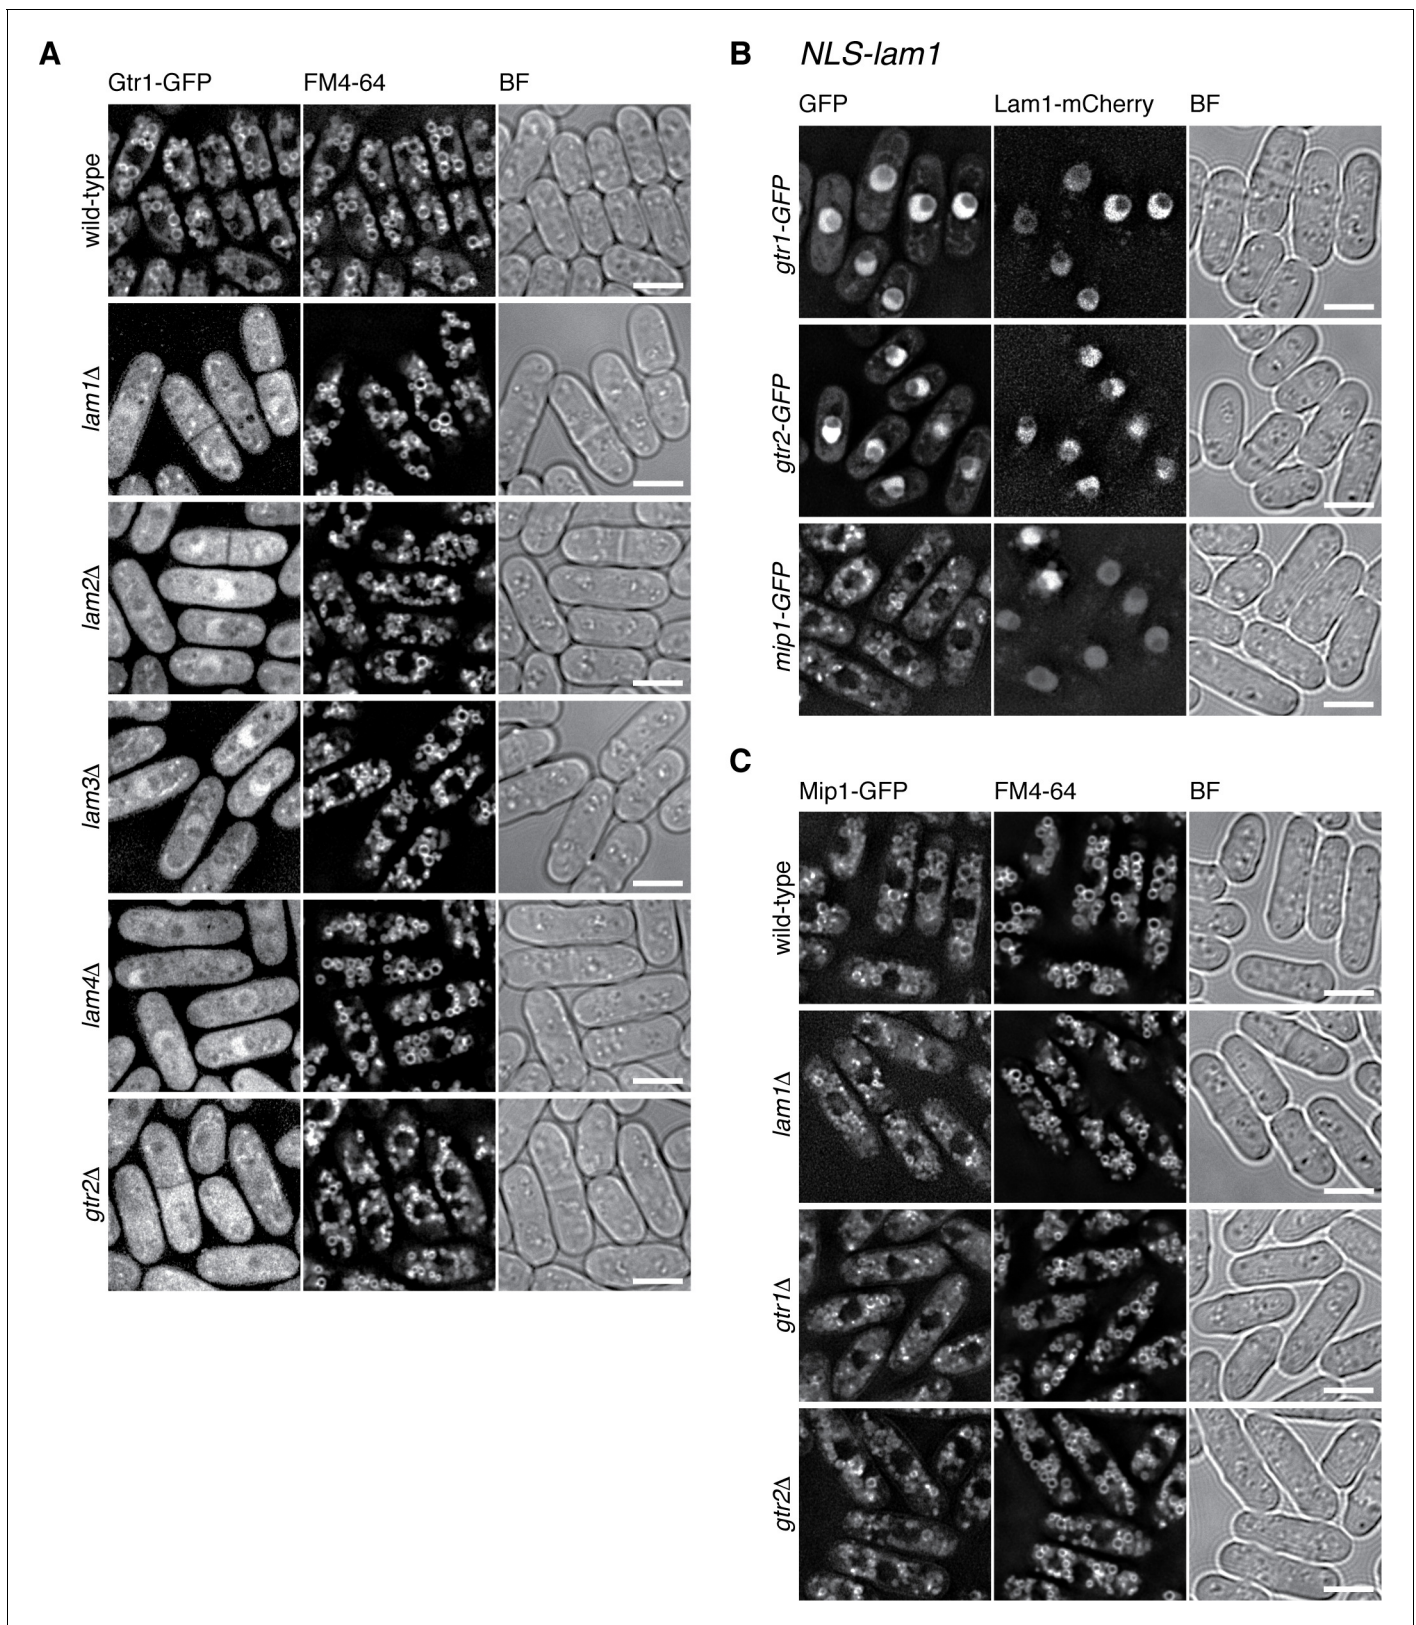 A
Gtr1-GFP FM4-64 BF
wild-type
lam1Δ
lam2Δ
lam3Δ
lam4Δ
gtr2Δ
B NLS-lam1
GFP Lam1-mCherry BF
gtr1-GFP
gtr2-GFP
mip1-GFP
C
Mip1-GFP FM4-64 BF
wild-type
lam1Δ
gtr1Δ
gtr2Δ